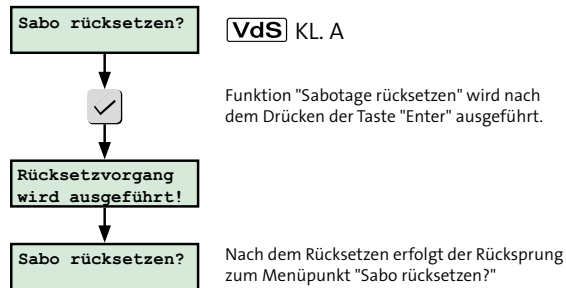 Sabo rücksetzen?
VdS KL. A
Funktion "Sabotage rücksetzen" wird nach
dem Drücken der Taste "Enter" ausgeführt.
Rücksetzvorgang
wird ausgeführt!
Sabo rücksetzen?
Nach dem Rücksetzen erfolgt der Rücksprung
zum Menüpunkt "Sabo rücksetzen?"